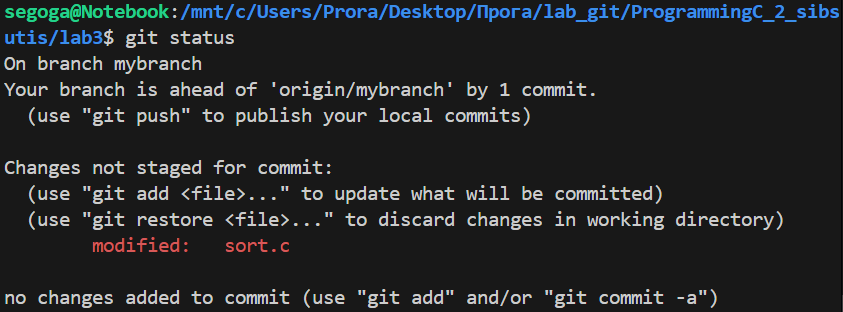 segoga@Notebook:/mnt/c/Users/Prora/Desktop/Прога/lab_git/ProgrammingC_2_sibs
utis/lab3$ git status
On branch mybranch
Your branch is ahead of 'origin/mybranch' by 1 commit.
  (use "git push" to publish your local commits)

Changes not staged for commit:
  (use "git add <file>..." to update what will be committed)
  (use "git restore <file>..." to discard changes in working directory)
        modified:   sort.c

no changes added to commit (use "git add" and/or "git commit -a")